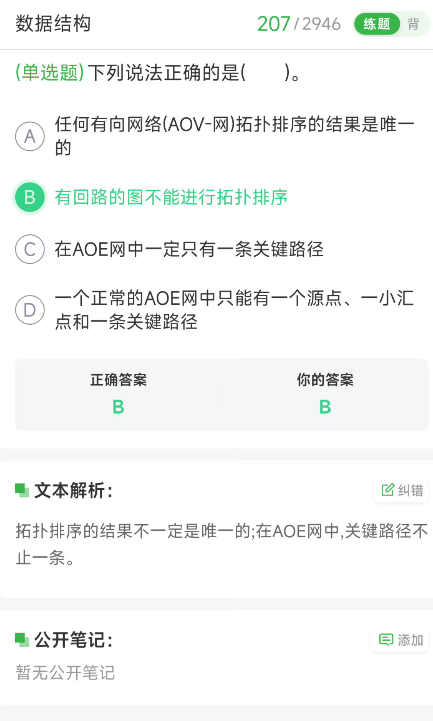 数据结构 207/2946 练题 背
(单选题)下列说法正确的是( )。
A 任何有向网络(AOV-网)拓扑排序的结果是唯一
的
B 有回路的图不能进行拓扑排序
C 在AOE网中一定只有一条关键路径
D 一个正常的AOE网中只能有一个源点、一小汇
点和一条关键路径
正确答案 你的答案
B B
文本解析: 纠错
拓扑排序的结果不一定是唯一的;在AOE网中,关键路径不
止一条。
公开笔记: 添加
暂无公开笔记